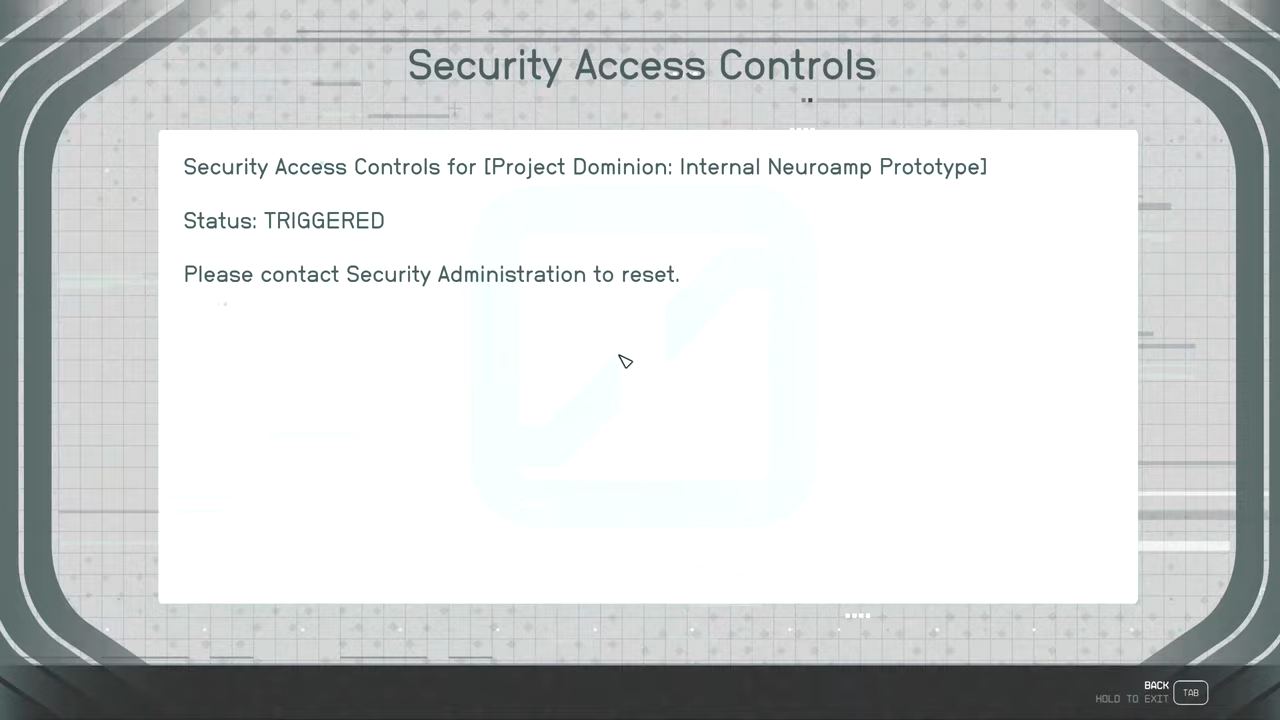 Security Access Controls
Security Access Controls for [Project Dominion: Internal Neuroamp Prototype]
Status: TRIGGERED
Please contact Security Administration to reset.
BACK
HOLD TO EXIT
TAB